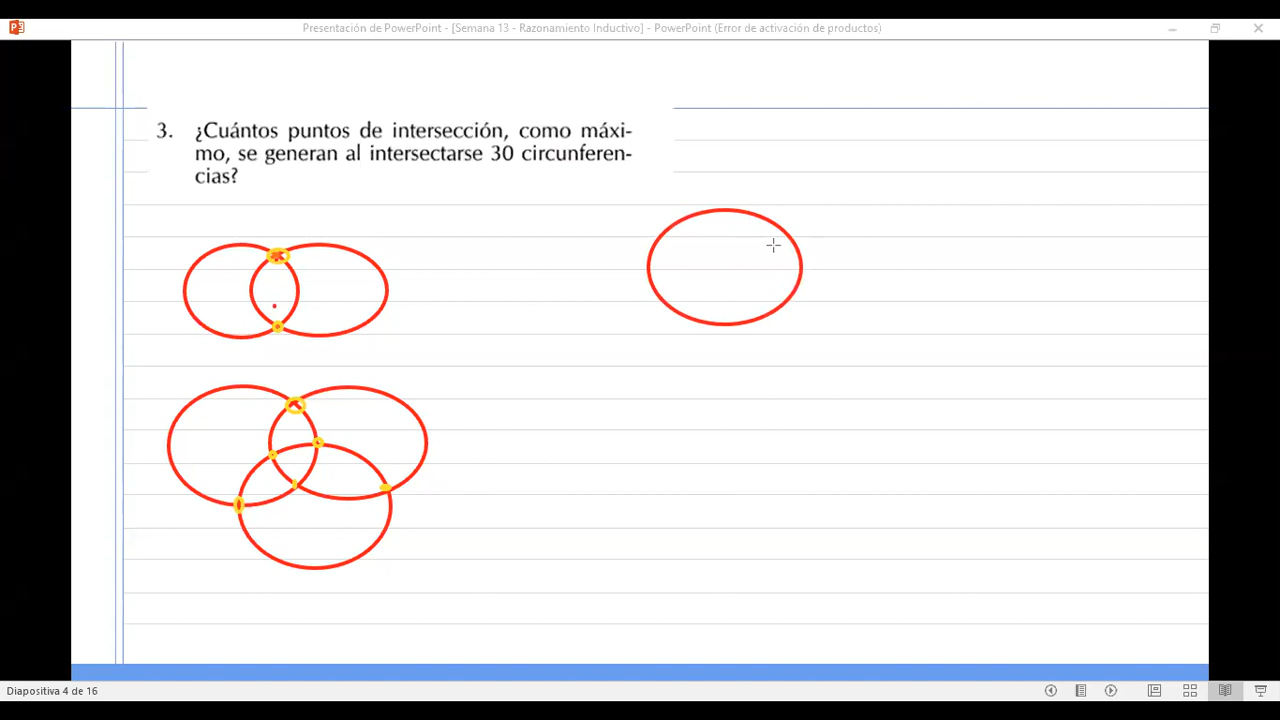 Presentación de PowerPoint - [Semana 13 - Razonamiento Inductivo] - PowerPoint (Error de activación de productos)
3. ¿Cuántos puntos de intersección, como máxi-
mo, se generan al intersectarse 30 circunferen-
cias?
Diapositiva 4 de 16